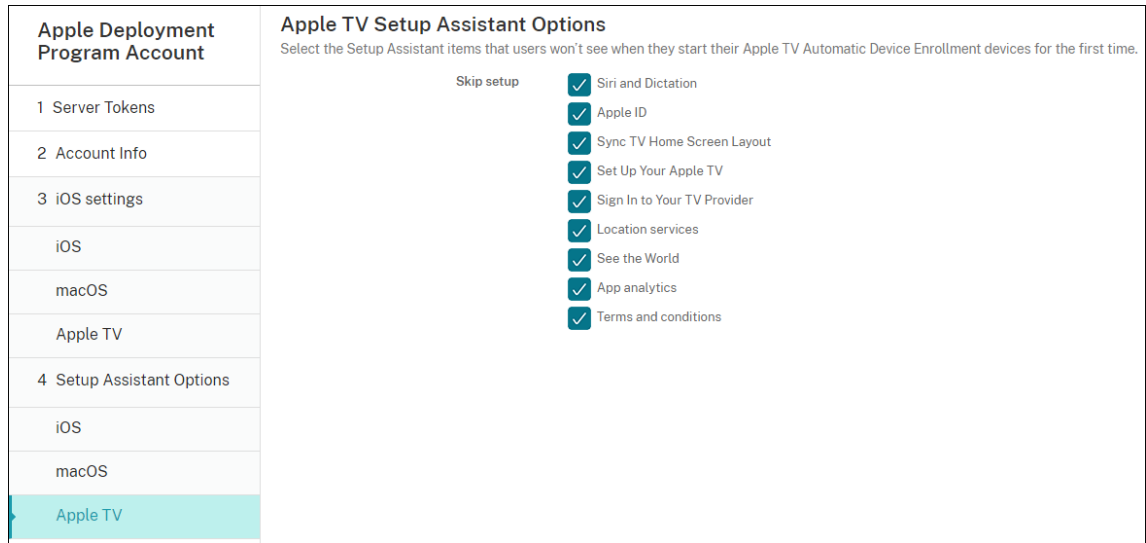 Apple Deployment
Program Account
1 Server Tokens
2 Account Info
3 iOS settings
iOS
macOS
Apple TV
4 Setup Assistant Options
iOS
macOS
Apple TV
Apple TV Setup Assistant Options
Select the Setup Assistant items that users won't see when they start their Apple TV Automatic Device Enrollment devices for the first time.
Skip setup
Siri and Dictation
Apple ID
Sync TV Home Screen Layout
Set Up Your Apple TV
Sign In to Your TV Provider
Location services
See the World
App analytics
Terms and conditions